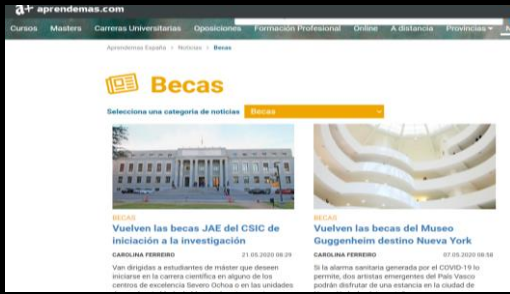 a+ aprendemas.com
Cursos Masters Carreras Universitarias Oposiciones Formación Profesional Online A distancia Provincias
Aprendemas España > Noticias > Becas
Becas
Selecciona una categoría de noticias Becas
BECAS
Vuelven las becas JAE del CSIC de
iniciación a la investigación
CAROLINA FERREIRO 21.05.2020 08:29
Van dirigidas a estudiantes de máster que deseen
iniciarse en la carrera científica en alguno de los
centros de excelencia Severo Ochoa o en las unidades
BECAS
Vuelven las becas del Museo
Guggenheim destino Nueva York
CAROLINA FERREIRO 07.05.2020 08:58
Si la alarma sanitaria generada por el COVID-19 lo
permite, dos artistas emergentes del País Vasco
podrán disfrutar de una estancia en la ciudad de